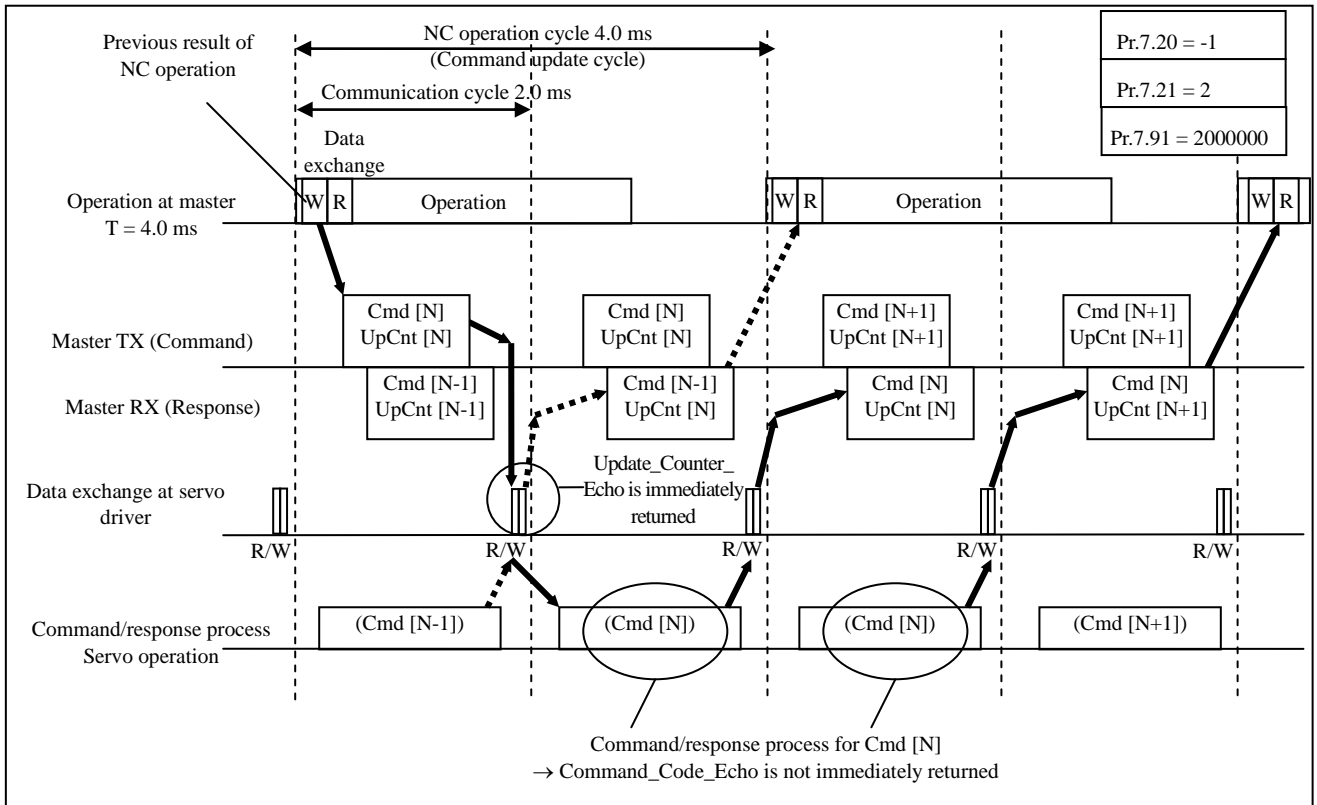 Previous result of
NC operation
NC operation cycle 4.0 ms
(Command update cycle)
Communication cycle 2.0 ms
Pr.7.20 = -1
Pr.7.21 = 2
Pr.7.91 = 2000000
Data
exchange
Operation at master
T = 4.0 ms
W R Operation
W R Operation
W R
Master TX (Command)
Cmd [N]
UpCnt [N]
Cmd [N]
UpCnt [N]
Cmd [N+1]
UpCnt [N+1]
Cmd [N+1]
UpCnt [N+1]
Master RX (Response)
Cmd [N-1]
UpCnt [N-1]
Cmd [N-1]
UpCnt [N]
Cmd [N]
UpCnt [N]
Cmd [N]
UpCnt [N+1]
Update_Counter_
Echo is immediately
returned
Data exchange at servo
driver
R/W R/W R/W R/W R/W
Command/response process
Servo operation
(Cmd [N-1]) (Cmd [N]) (Cmd [N]) (Cmd [N+1])
Command/response process for Cmd [N]
→ Command_Code_Echo is not immediately returned